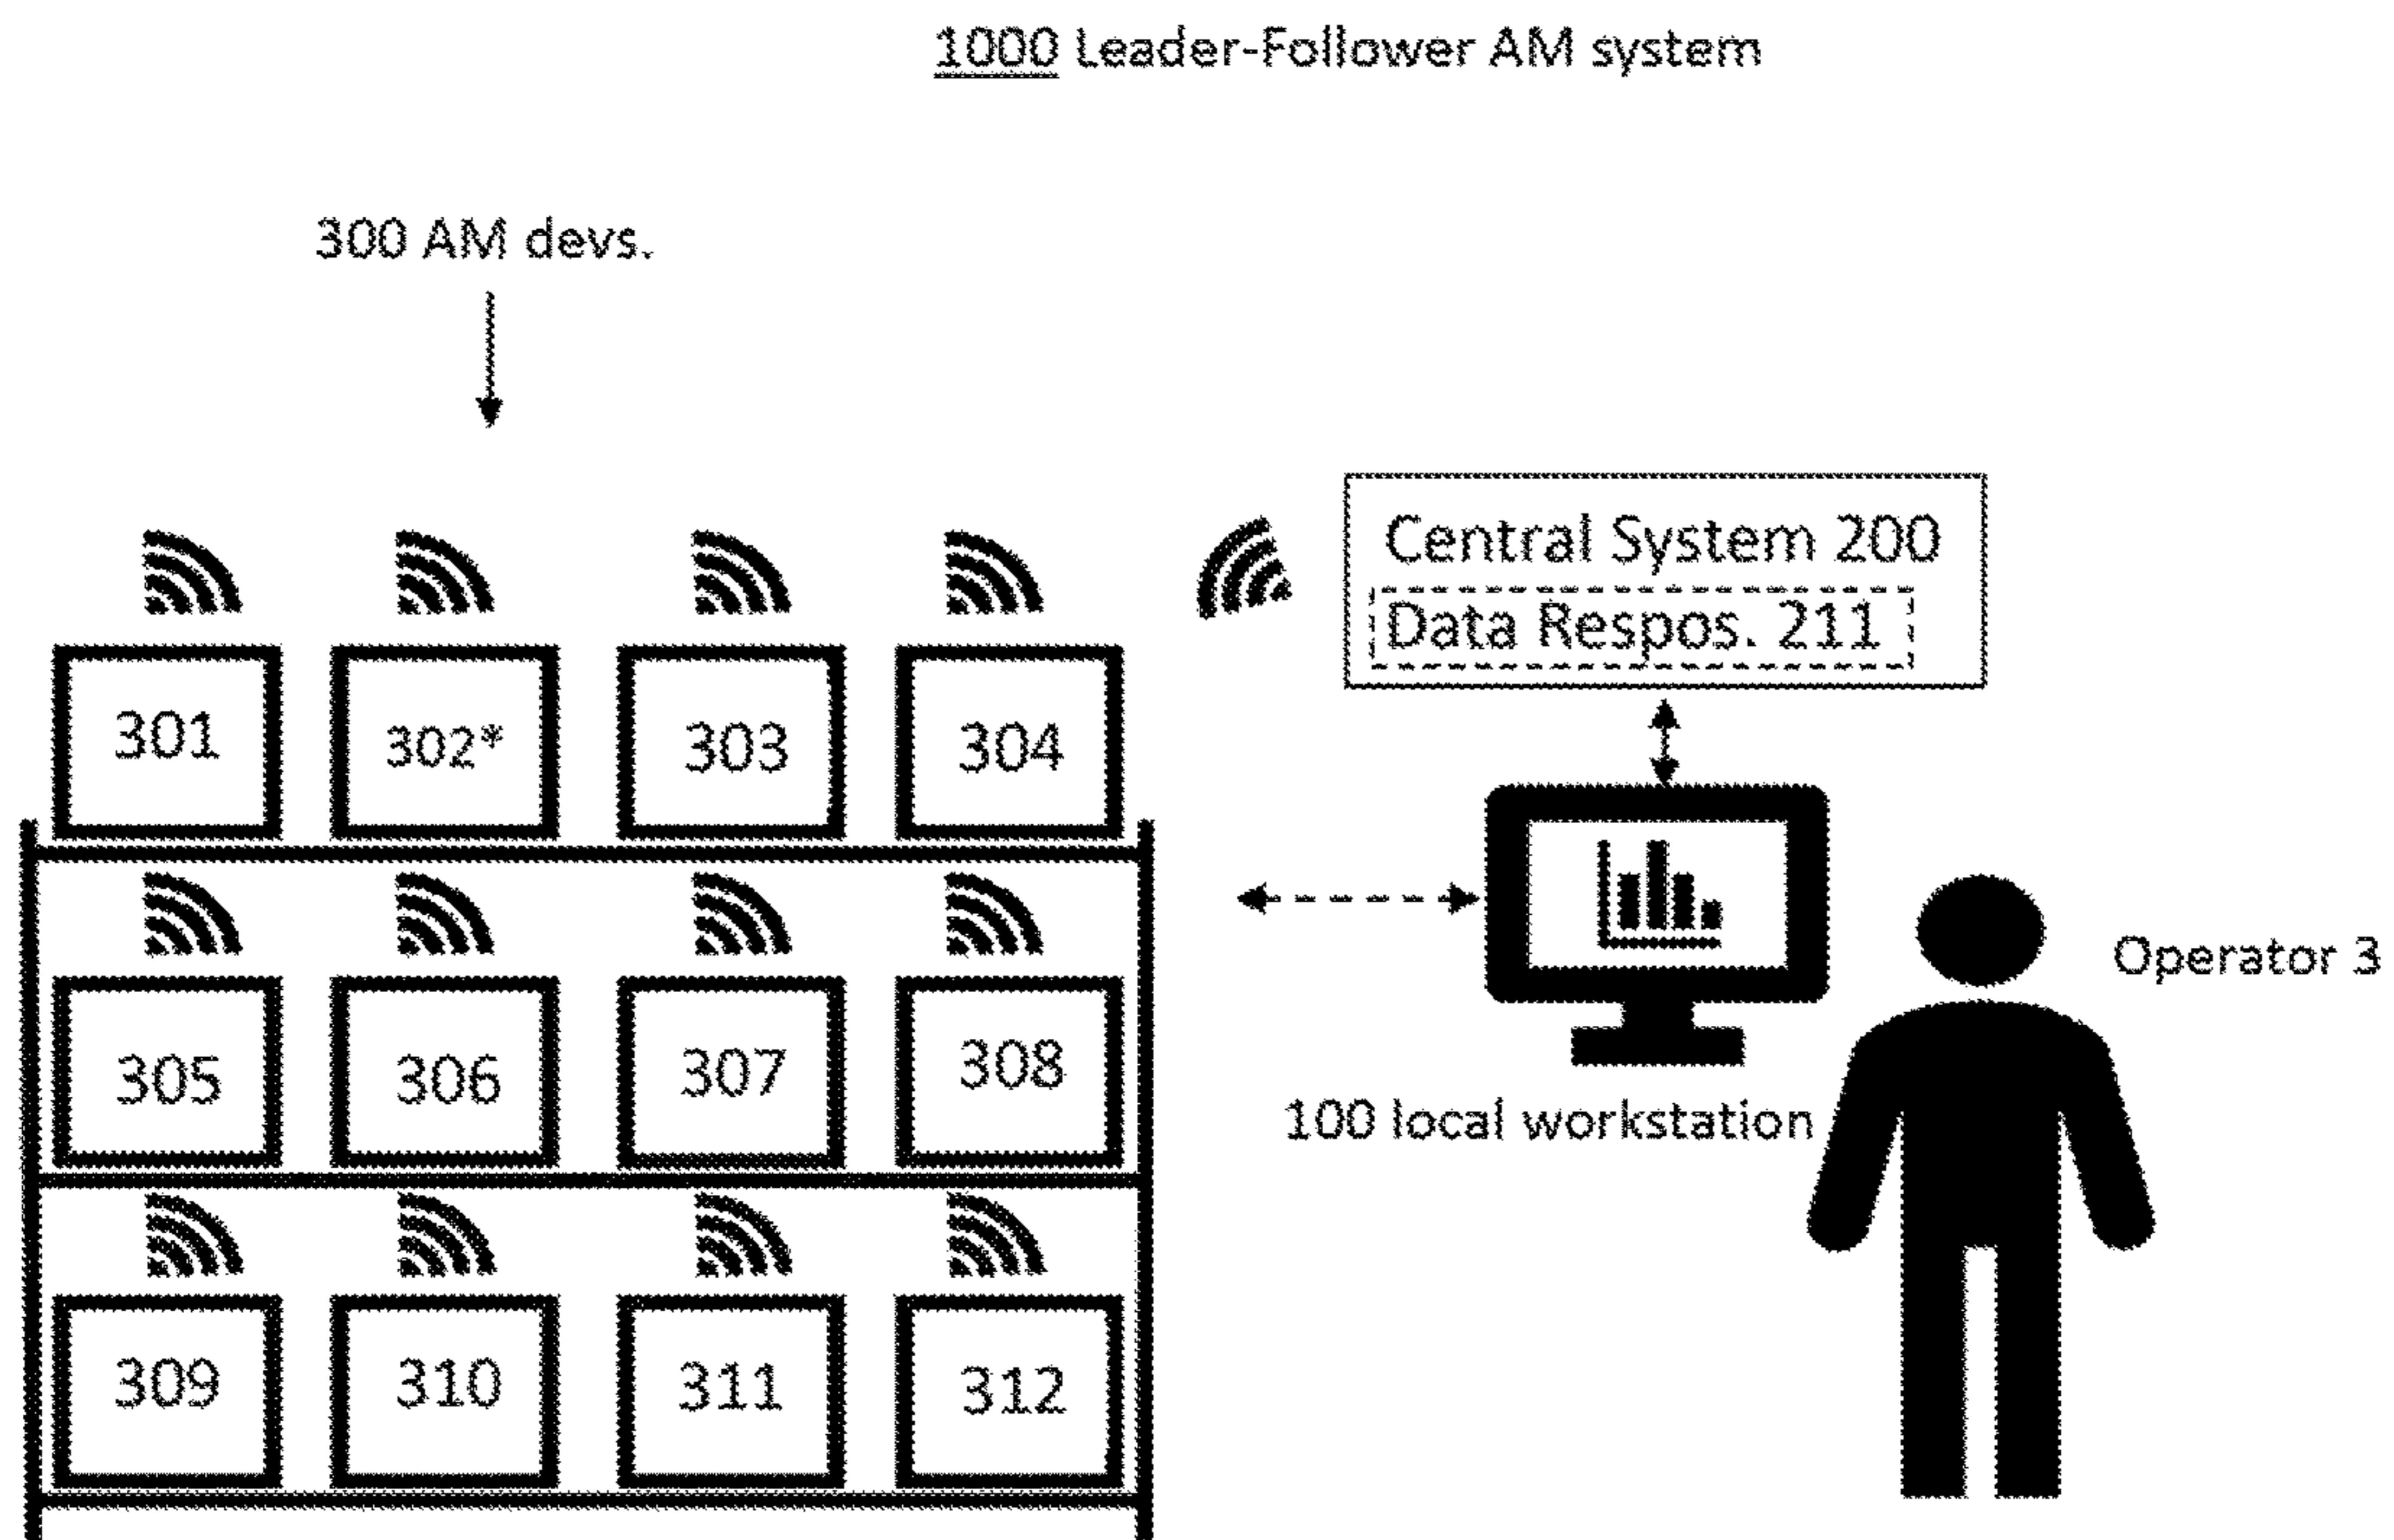 1000 Leader-Follower AM system
300 AM devs.
Central System 200
Data Respos. 211
301 302* 303 304
Operator 3
305 306 307 308
100 local workstation
309 310 311 312